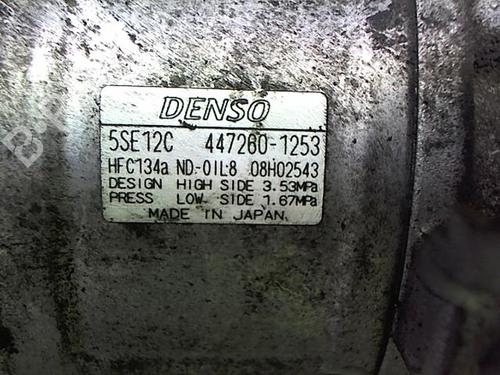 DENSO
5SE12C 447260-1253
HFC134a ND-OIL8 08H02543
DESIGN HIGH SIDE 3.53MPa
PRESS LOW SIDE 1.67MPa
MADE IN JAPAN